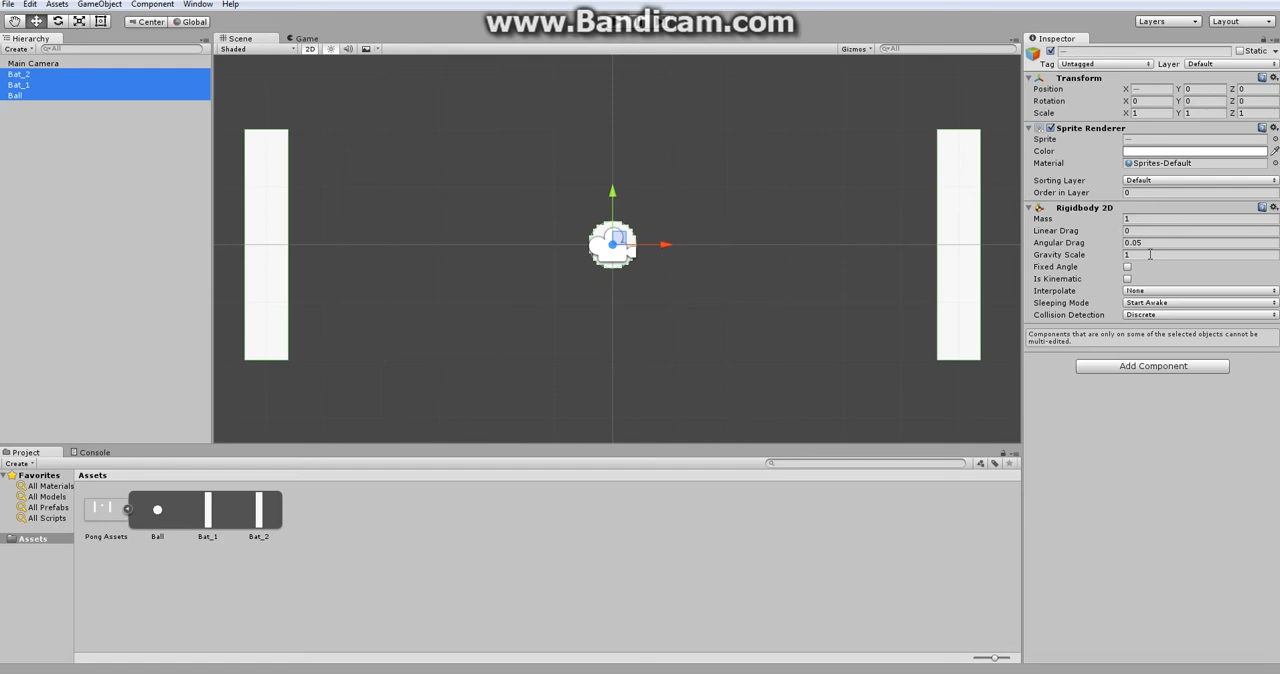 File Edit Assets GameObject Component Window Help
www.Bandicam.com
Center Global Layers Layout
Hierarchy
Create All
Main Camera
Bat_2
Bat_1
Ball
Scene Game
Shaded 2D Gizmos All
Inspector
— Static
Tag Untagged Layer Default
Transform
Position X — Y 0 Z 0
Rotation X 0 Y 0 Z 0
Scale X 1 Y 1 Z 1
Sprite Renderer
Sprite —
Color
Material Sprites-Default
Sorting Layer Default
Order in Layer 0
Rigidbody 2D
Mass 1
Linear Drag 0
Angular Drag 0.05
Gravity Scale 1
Fixed Angle
Is Kinematic
Interpolate None
Sleeping Mode Start Awake
Collision Detection Discrete
Components that are only on some of the selected objects cannot be
multi-edited.
Add Component
Project Console
Create
Favorites
All Materials
All Models
All Prefabs
All Scripts
Assets
Assets
Pong Assets Ball Bat_1 Bat_2